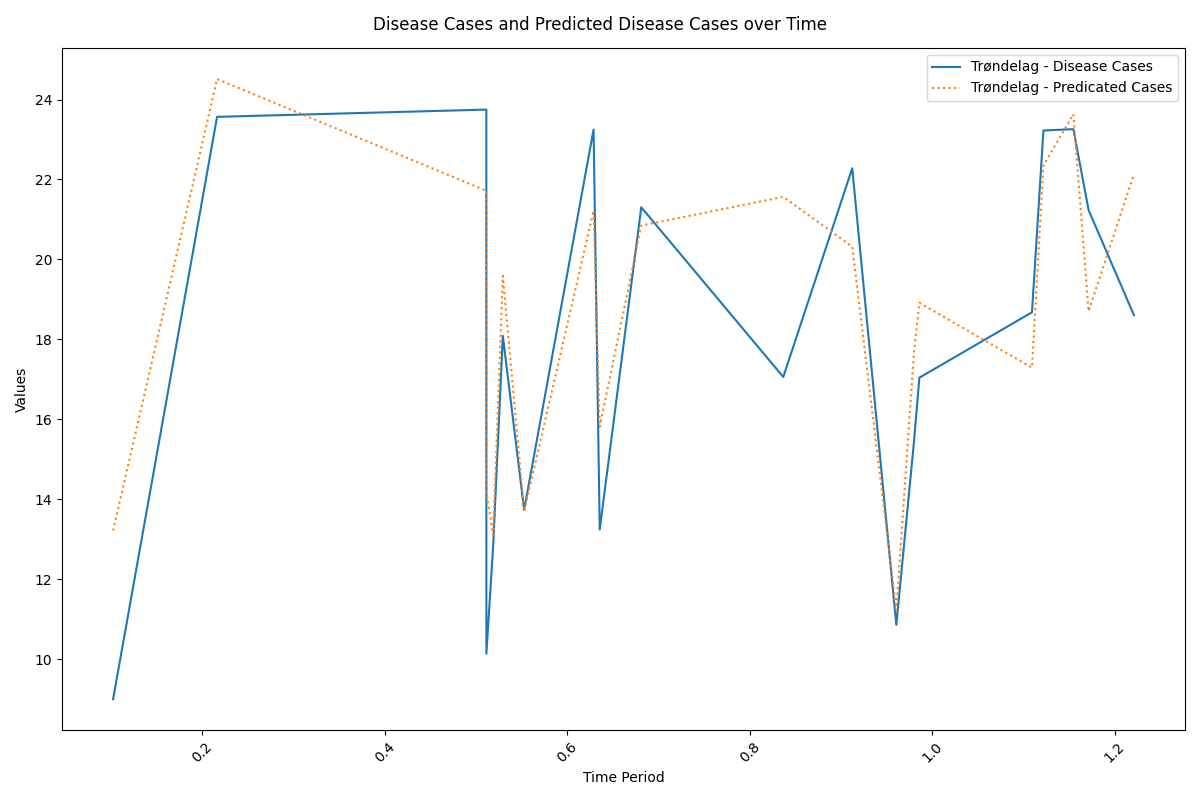 Disease Cases and Predicted Disease Cases over Time
Trøndelag - Disease Cases
Trøndelag - Predicated Cases
24
22
20
18
16
14
12
10
Values
0.2
0.4
0.6
0.8
1.0
1.2
Time Period